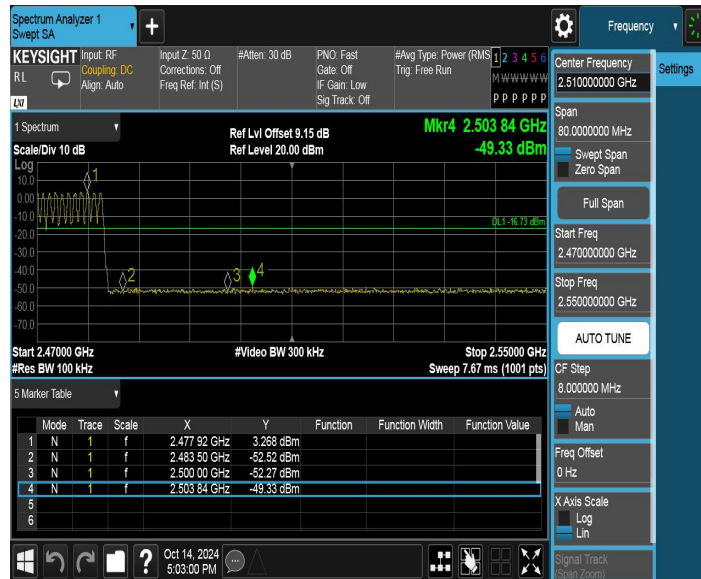 Spectrum Analyzer 1
Swept SA
+
Frequency
KEYSIGHT
RL
LXI
Input: RF
Coupling: DC
Align: Auto
Input Z: 50 Ω
Corrections: Off
Freq Ref: Int (S)
#Atten: 30 dB
PNO: Fast
Gate: Off
IF Gain: Low
Sig Track: Off
#Avg Type: Power (RMS
Trig: Free Run
1 2 3 4 5 6
M W W W W W
P P P P P P
1 Spectrum
Scale/Div 10 dB
Ref Lvl Offset 9.15 dB
Ref Level 20.00 dBm
Mkr4 2.503 84 GHz
-49.33 dBm
Log
10.0
0.00
-10.0
-20.0
-30.0
-40.0
-50.0
-60.0
-70.0
1
2
3
4
DL1 -16.73 dBm
Start 2.47000 GHz
#Res BW 100 kHz
#Video BW 300 kHz
Stop 2.55000 GHz
Sweep 7.67 ms (1001 pts)
5 Marker Table
Mode Trace Scale X Y Function Function Width Function Value
1 N 1 f 2.477 92 GHz 3.268 dBm
2 N 1 f 2.483 50 GHz -52.52 dBm
3 N 1 f 2.500 00 GHz -52.27 dBm
4 N 1 f 2.503 84 GHz -49.33 dBm
5
6
?
Oct 14, 2024
5:03:00 PM
Center Frequency
2.510000000 GHz
Settings
Span
80.0000000 MHz
Swept Span
Zero Span
Full Span
Start Freq
2.470000000 GHz
Stop Freq
2.550000000 GHz
AUTO TUNE
CF Step
8.000000 MHz
Auto
Man
Freq Offset
0 Hz
X Axis Scale
Log
Lin
Signal Track
(Span Zoom)